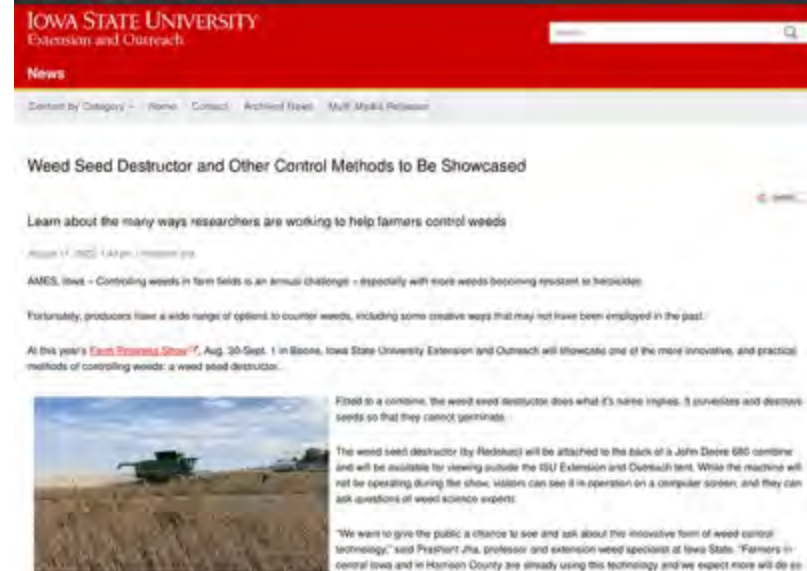 IOWA STATE UNIVERSITY
Extension and Outreach
News
Content by Category Home Contact Archived News Multi Media Releases
Weed Seed Destructor and Other Control Methods to Be Showcased
Learn about the many ways researchers are working to help farmers control weeds
AMES, Iowa – Controlling weeds in farm fields is an annual challenge – especially with more weeds becoming resistant to herbicides.
Fortunately, producers have a wide range of options to counter weeds, including some creative ways that may not have been employed in the past.
At this year's Farm Progress Show, Aug. 30-Sept. 1 in Boone, Iowa State University Extension and Outreach will showcase one of the more innovative, and practical
methods of controlling weeds: a weed seed destructor.
Fitted to a combine, the weed seed destructor does what it's name implies. It pulverizes and destroys
seeds so that they cannot germinate.
The weed seed destructor (by Redekop) will be attached to the back of a John Deere 680 combine
and will be available for viewing outside the ISU Extension and Outreach tent. While the machine will
not be operating during the show, visitors can see it in operation on a computer screen, and they can
ask questions of weed science experts.
"We want to give the public a chance to see and ask about this innovative form of weed control
technology," said Prashant Jha, professor and extension weed specialist at Iowa State. "Farmers in
central Iowa and in Harrison County are already using this technology and we expect more will do so